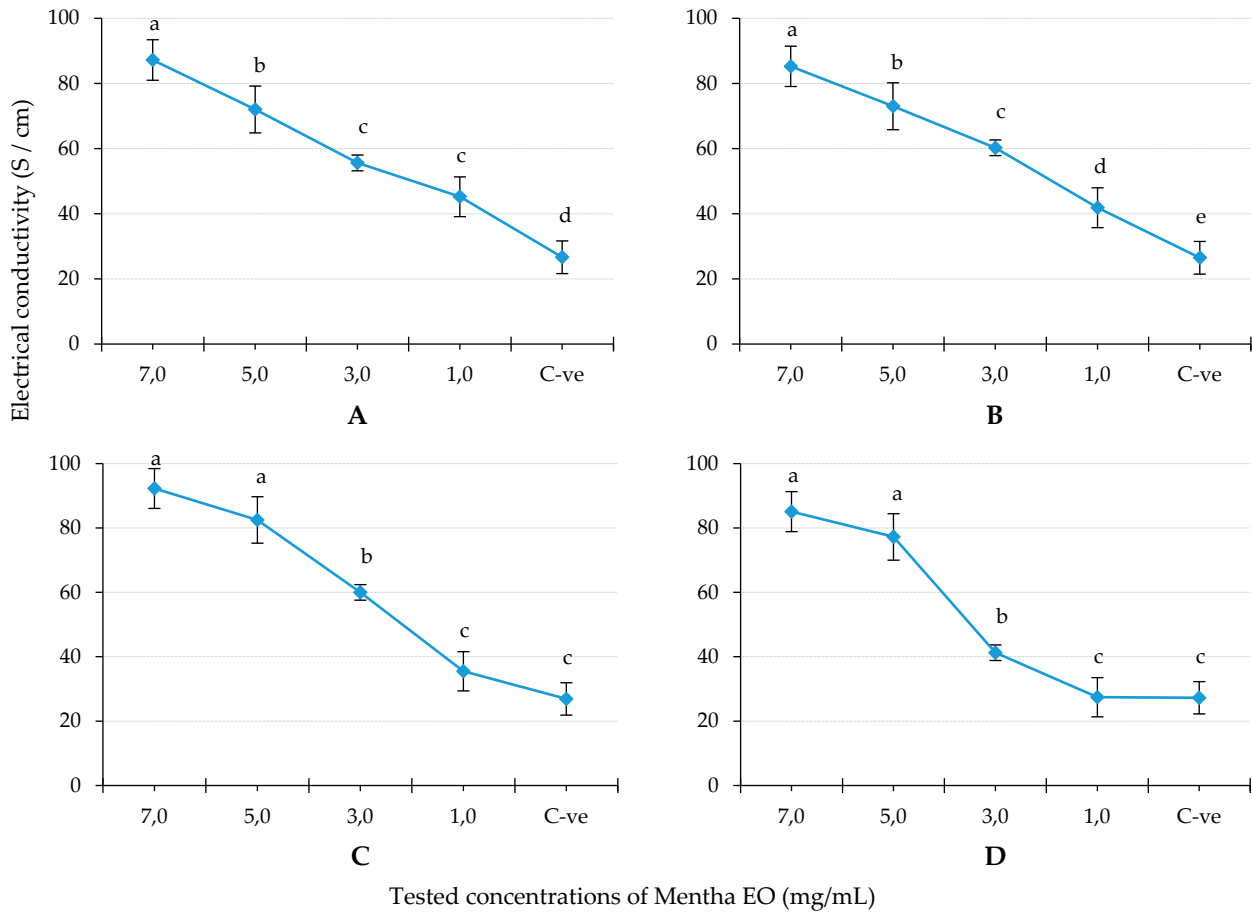 Electrical conductivity (S / cm)
100
80
60
40
20
0
a
b
c
c
d
7,0 5,0 3,0 1,0 C-ve
A
100
80
60
40
20
0
a
b
c
d
e
7,0 5,0 3,0 1,0 C-ve
B
100
80
60
40
20
0
a
a
b
c
c
7,0 5,0 3,0 1,0 C-ve
C
100
80
60
40
20
0
a
a
b
c
c
7,0 5,0 3,0 1,0 C-ve
D
Tested concentrations of Mentha EO (mg/mL)